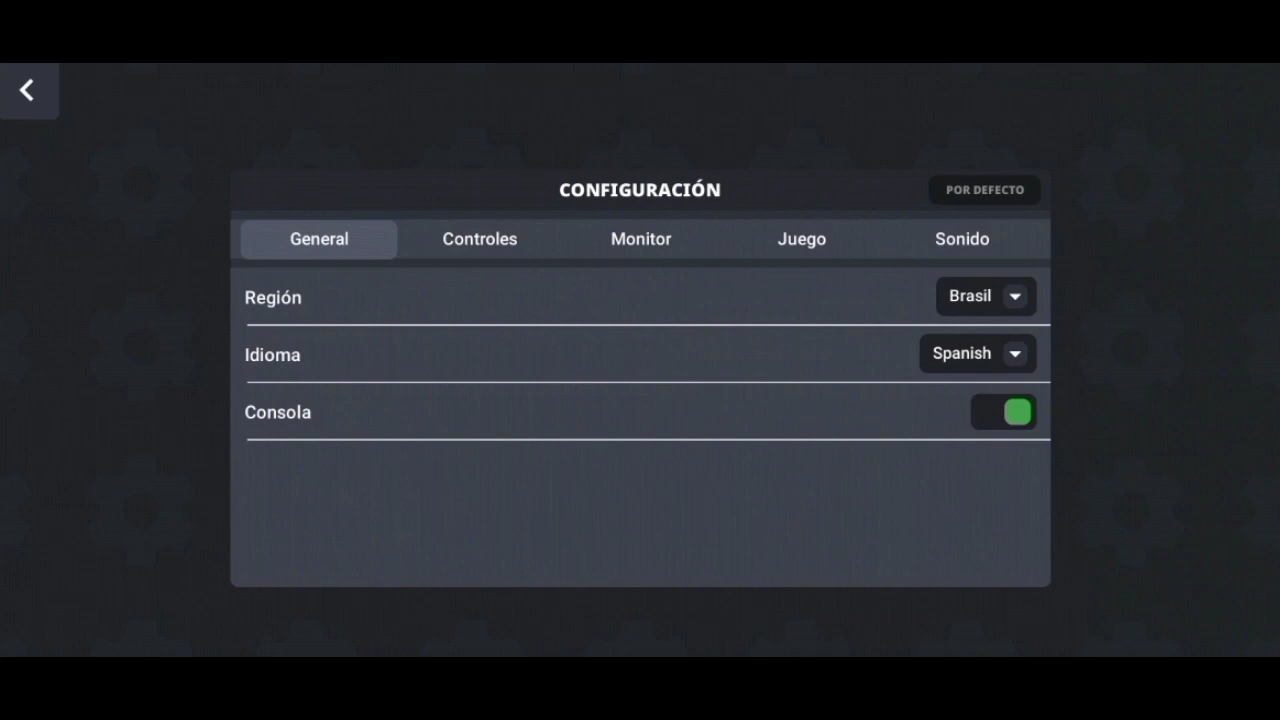 CONFIGURACIÓN
POR DEFECTO
General
Controles
Monitor
Juego
Sonido
Región
Brasil
Idioma
Spanish
Consola